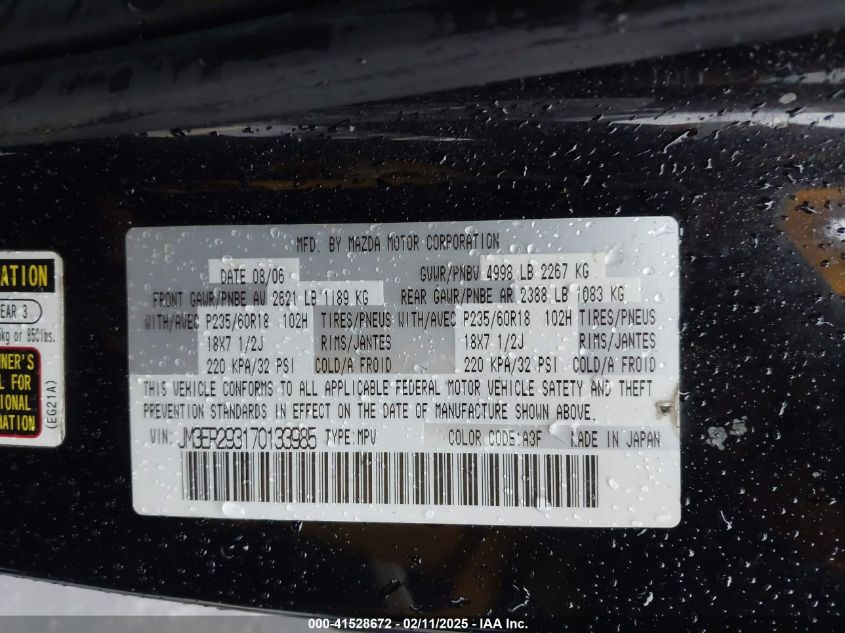 MFD. BY MAZDA MOTOR CORPORATION
DATE 08/06 GVWR/PNBV 4998 LB 2267 KG
FRONT GAWR/PNBE AV 2621 LB 1189 KG REAR GAWR/PNBE AR 2388 LB 1083 KG
WITH/AVEC P235/60R18 102H TIRES/PNEUS WITH/AVEC P235/60R18 102H TIRES/PNEUS
18X7 1/2J RIMS/JANTES 18X7 1/2J RIMS/JANTES
220 KPA/32 PSI COLD/A FROID 220 KPA/32 PSI COLD/A FROID
THIS VEHICLE CONFORMS TO ALL APPLICABLE FEDERAL MOTOR VEHICLE SAFETY AND THEFT
PREVENTION STANDARDS IN EFFECT ON THE DATE OF MANUFACTURE SHOWN ABOVE.
VIN: JM3ER293170133985 TYPE:MPV COLOR CODE:A3F MADE IN JAPAN
ATION
EAR 3
kg or 850lbs.
NER'S
L FOR
IONAL
MATION
(EG21A)
000-41528672 - 02/11/2025 - IAA Inc.